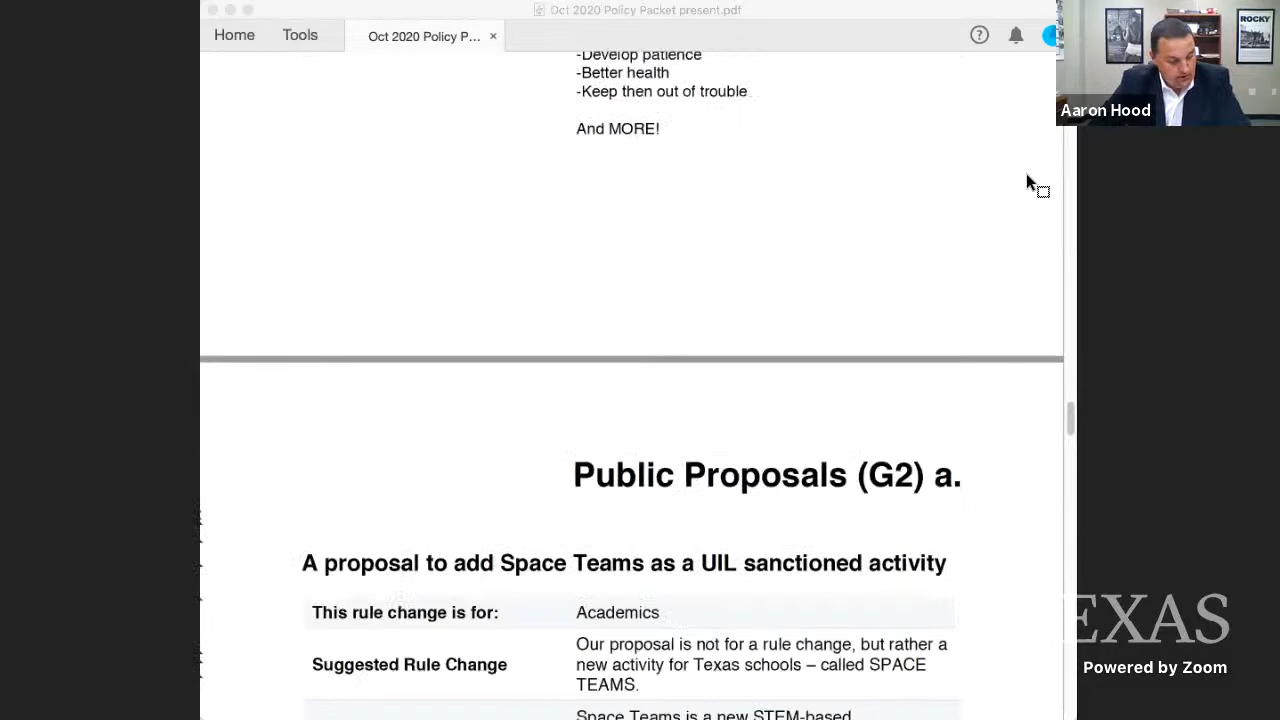 Oct 2020 Policy Packet present.pdf
Home
Tools
Oct 2020 Policy P... ×
?
-Develop patience
-Better health
-Keep then out of trouble
And MORE!
ROCKY
Aaron Hood
Public Proposals (G2) a.
A proposal to add Space Teams as a UIL sanctioned activity
This rule change is for:
Academics
Suggested Rule Change
Our proposal is not for a rule change, but rather a
new activity for Texas schools – called SPACE
TEAMS.
Space Teams is a new STEM-based
EXAS
Powered by Zoom